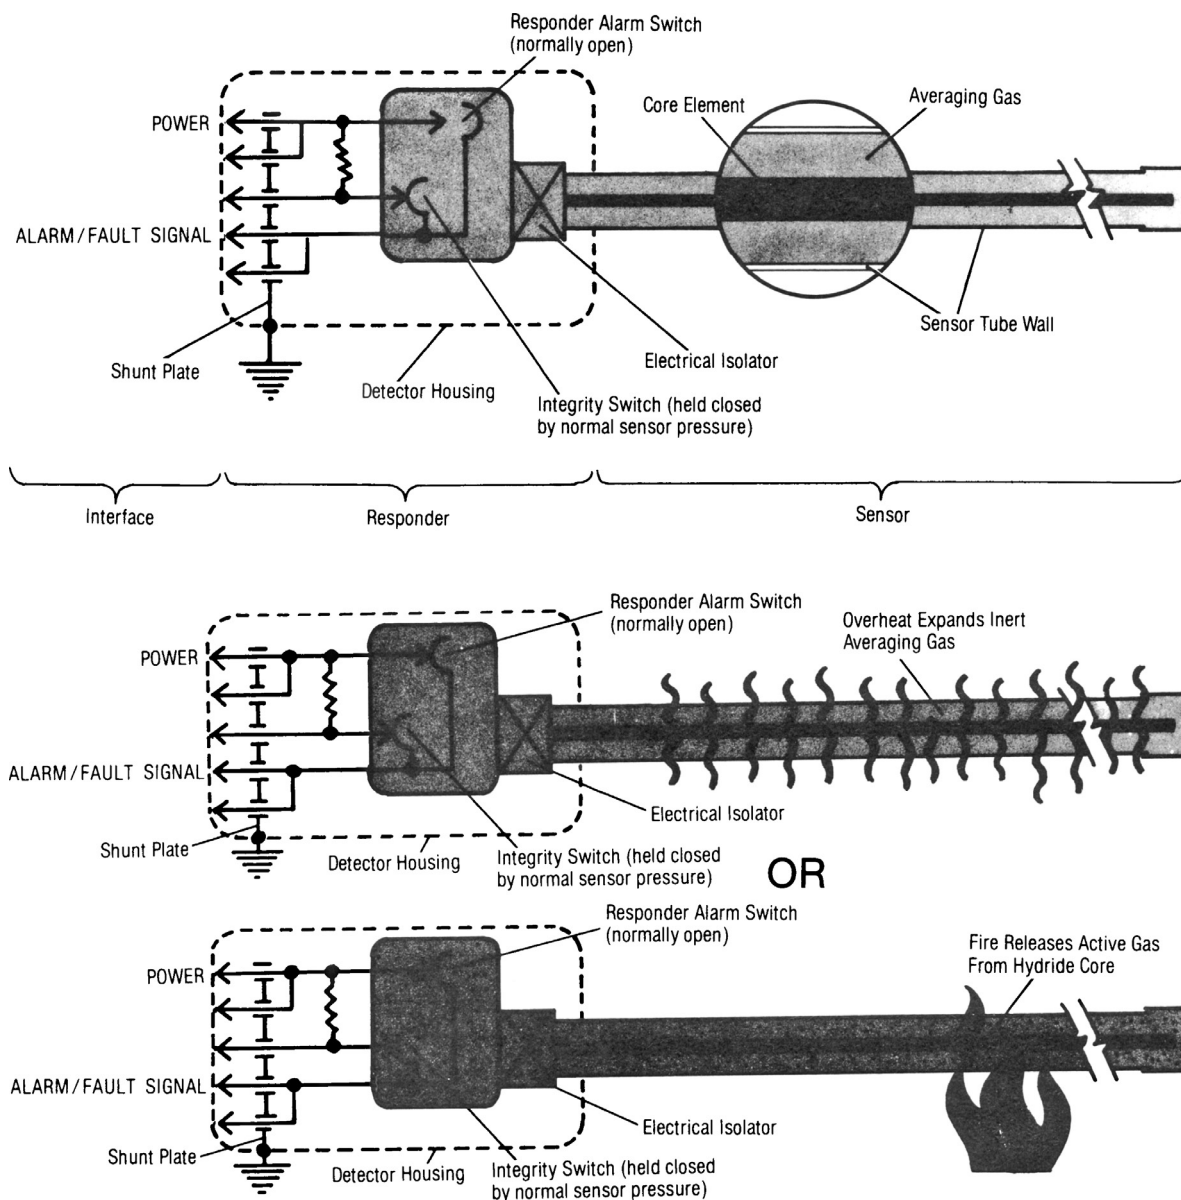 Responder Alarm Switch
(normally open)
POWER
Core Element
Averaging Gas
ALARM/FAULT SIGNAL
Sensor Tube Wall
Electrical Isolator
Shunt Plate
Detector Housing
Integrity Switch (held closed
by normal sensor pressure)
Interface
Responder
Sensor
Responder Alarm Switch
(normally open)
Overheat Expands Inert
Averaging Gas
POWER
ALARM/FAULT SIGNAL
Electrical Isolator
Shunt Plate
Detector Housing
Integrity Switch (held closed
by normal sensor pressure)
OR
Responder Alarm Switch
(normally open)
Fire Releases Active Gas
From Hydride Core
POWER
ALARM/FAULT SIGNAL
Electrical Isolator
Shunt Plate
Detector Housing
Integrity Switch (held closed
by normal sensor pressure)